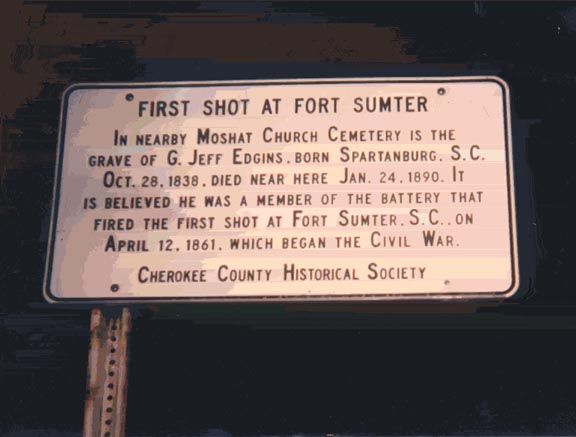 FIRST SHOT AT FORT SUMTER
IN NEARBY MOSHAT CHURCH CEMETERY IS THE
GRAVE OF G. JEFF EDGINS, BORN SPARTANBURG, S.C.
OCT. 28, 1838, DIED NEAR HERE JAN. 24, 1890. IT
IS BELIEVED HE WAS A MEMBER OF THE BATTERY THAT
FIRED THE FIRST SHOT AT FORT SUMTER, S.C., ON
APRIL 12, 1861, WHICH BEGAN THE CIVIL WAR.
CHEROKEE COUNTY HISTORICAL SOCIETY